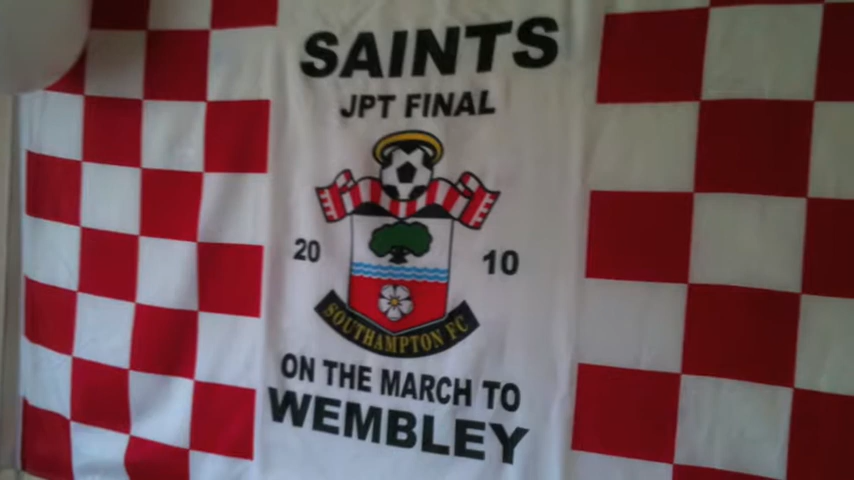 SAINTS
JPT FINAL
20 10
SOUTHAMPTON FC
ON THE MARCH TO
WEMBLEY